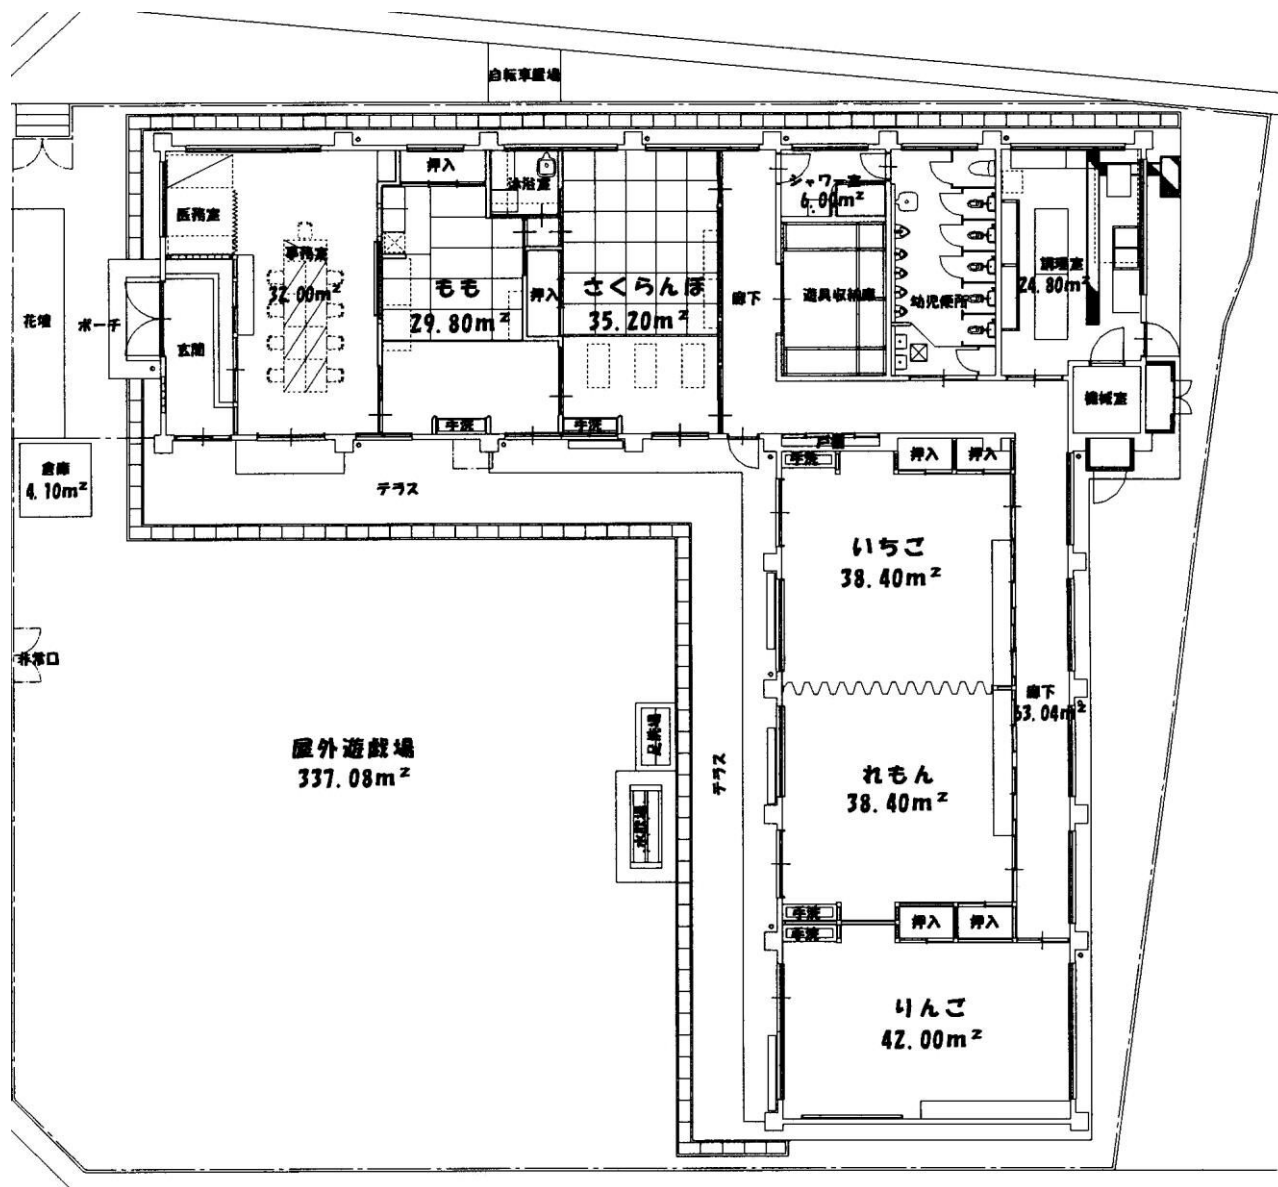 自転車置場
押入
沐浴室
シャワー室
6.00m²
医務室
事務室
32.00m²
もも
29.80m²
押入
さくらんぼ
35.20m²
廊下
遊具収納庫
幼児便所
調理室
24.80m²
花壇
ポーチ
玄関
機械室
手洗
手洗
戸棚
手洗
押入
押入
倉庫
4.10m²
テラス
いちご
38.40m²
非常口
廊下
63.04m²
屋外遊戯場
337.08m²
足洗場
テラス
れもん
38.40m²
水飲場
手洗
手洗
押入
押入
りんご
42.00m²